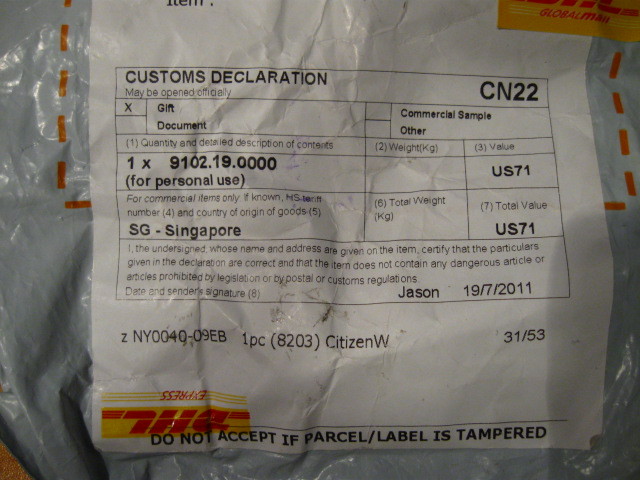 Item :
GLOBALmail
CUSTOMS DECLARATION
May be opened officially
CN22
X Gift
Document
Commercial Sample
Other
(1) Quantity and detailed description of contents
(2) Weight(Kg)
(3) Value
1 x 9102.19.0000
(for personal use)
US71
For commercial items only. If known, HS tariff
number (4) and country of origin of goods (5)
(6) Total Weight
(Kg)
(7) Total Value
SG - Singapore
US71
I, the undersigned, whose name and address are given on the item, certify that the particulars
given in the declaration are correct and that the item does not contain any dangerous article or
articles prohibited by legislation or by postal or customs regulations
Date and sender's signature (8)
Jason 19/7/2011
z NY0040-09EB 1pc (8203) CitizenW 31/53
EXPRESS
DHL
DO NOT ACCEPT IF PARCEL/LABEL IS TAMPERED